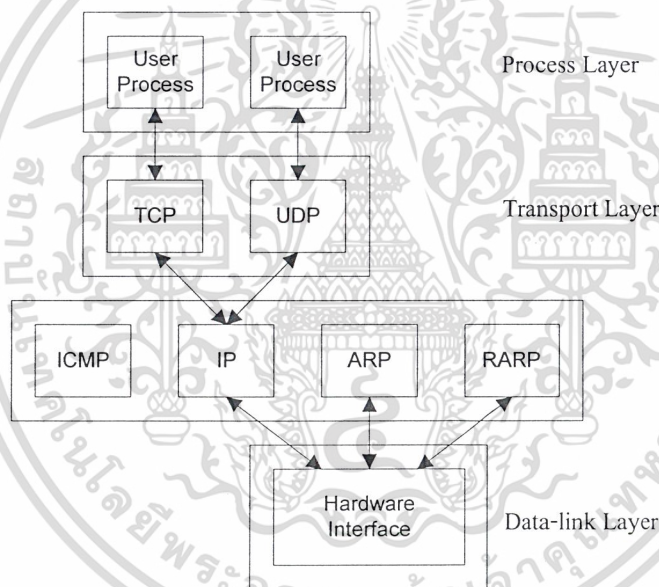 User
Process
User
Process
Process Layer
TCP
UDP
Transport Layer
ICMP
IP
ARP
RARP
Hardware
Interface
Data-link Layer